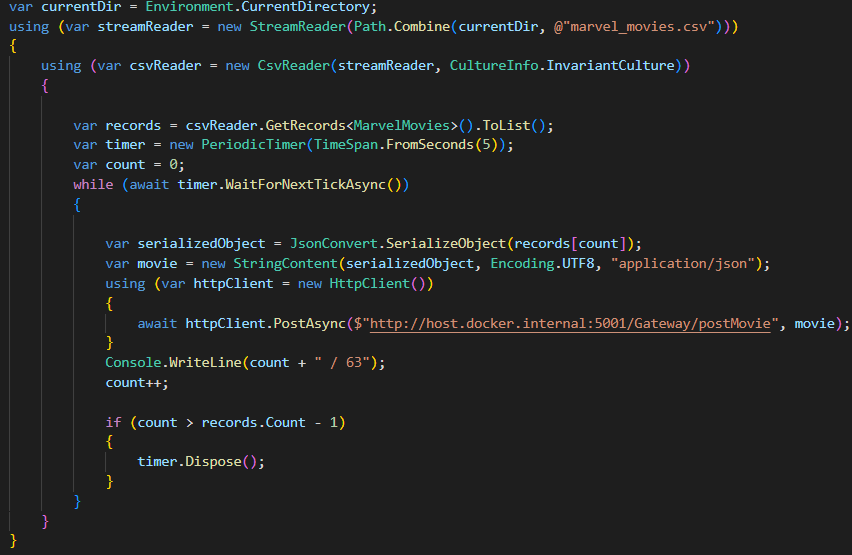 var currentDir = Environment.CurrentDirectory;
using (var streamReader = new StreamReader(Path.Combine(currentDir, @"marvel_movies.csv")))
{
    using (var csvReader = new CsvReader(streamReader, CultureInfo.InvariantCulture))
    {

        var records = csvReader.GetRecords<MarvelMovies>().ToList();
        var timer = new PeriodicTimer(TimeSpan.FromSeconds(5));
        var count = 0;
        while (await timer.WaitForNextTickAsync())
        {

            var serializedObject = JsonConvert.SerializeObject(records[count]);
            var movie = new StringContent(serializedObject, Encoding.UTF8, "application/json");
            using (var httpClient = new HttpClient())
            {
                await httpClient.PostAsync($"http://host.docker.internal:5001/Gateway/postMovie", movie);
            }
            Console.WriteLine(count + " / 63");
            count++;

            if (count > records.Count - 1)
            {
                timer.Dispose();
            }
        }
    }
}